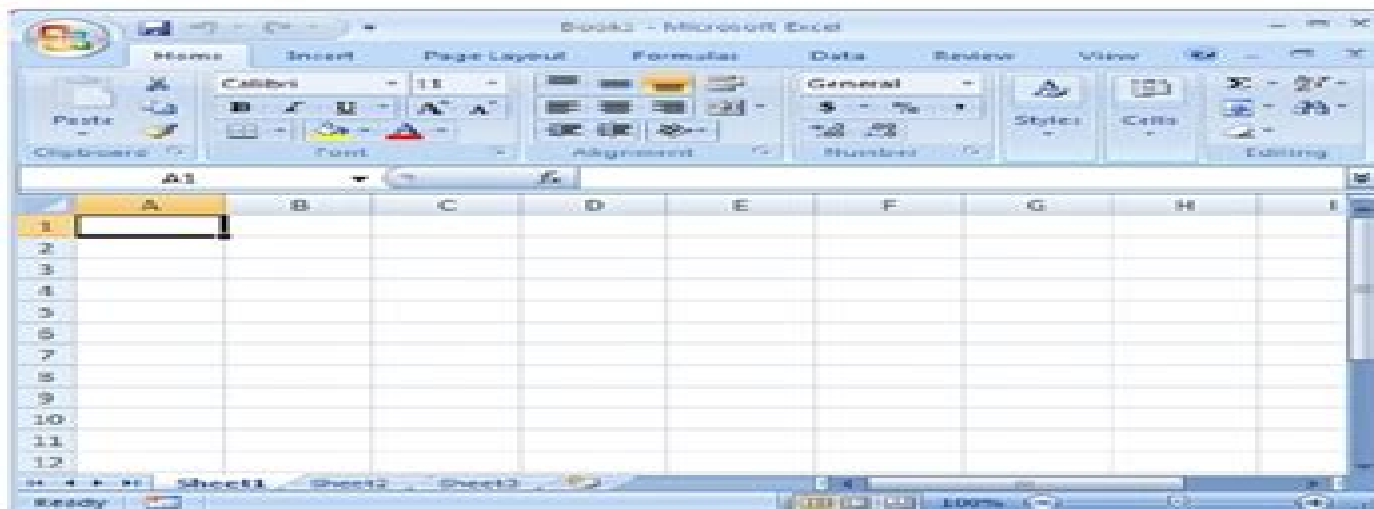 Book1 - Microsoft Excel
Home Insert Page Layout Formulas Data Review View
Paste Calibri 11 General Styles Cells
Clipboard Font Alignment Number Editing
A1 fx
A B C D E F G H I
1
2
3
4
5
6
7
8
9
10
11
12
Sheet1 Sheet2 Sheet3
Ready 100%